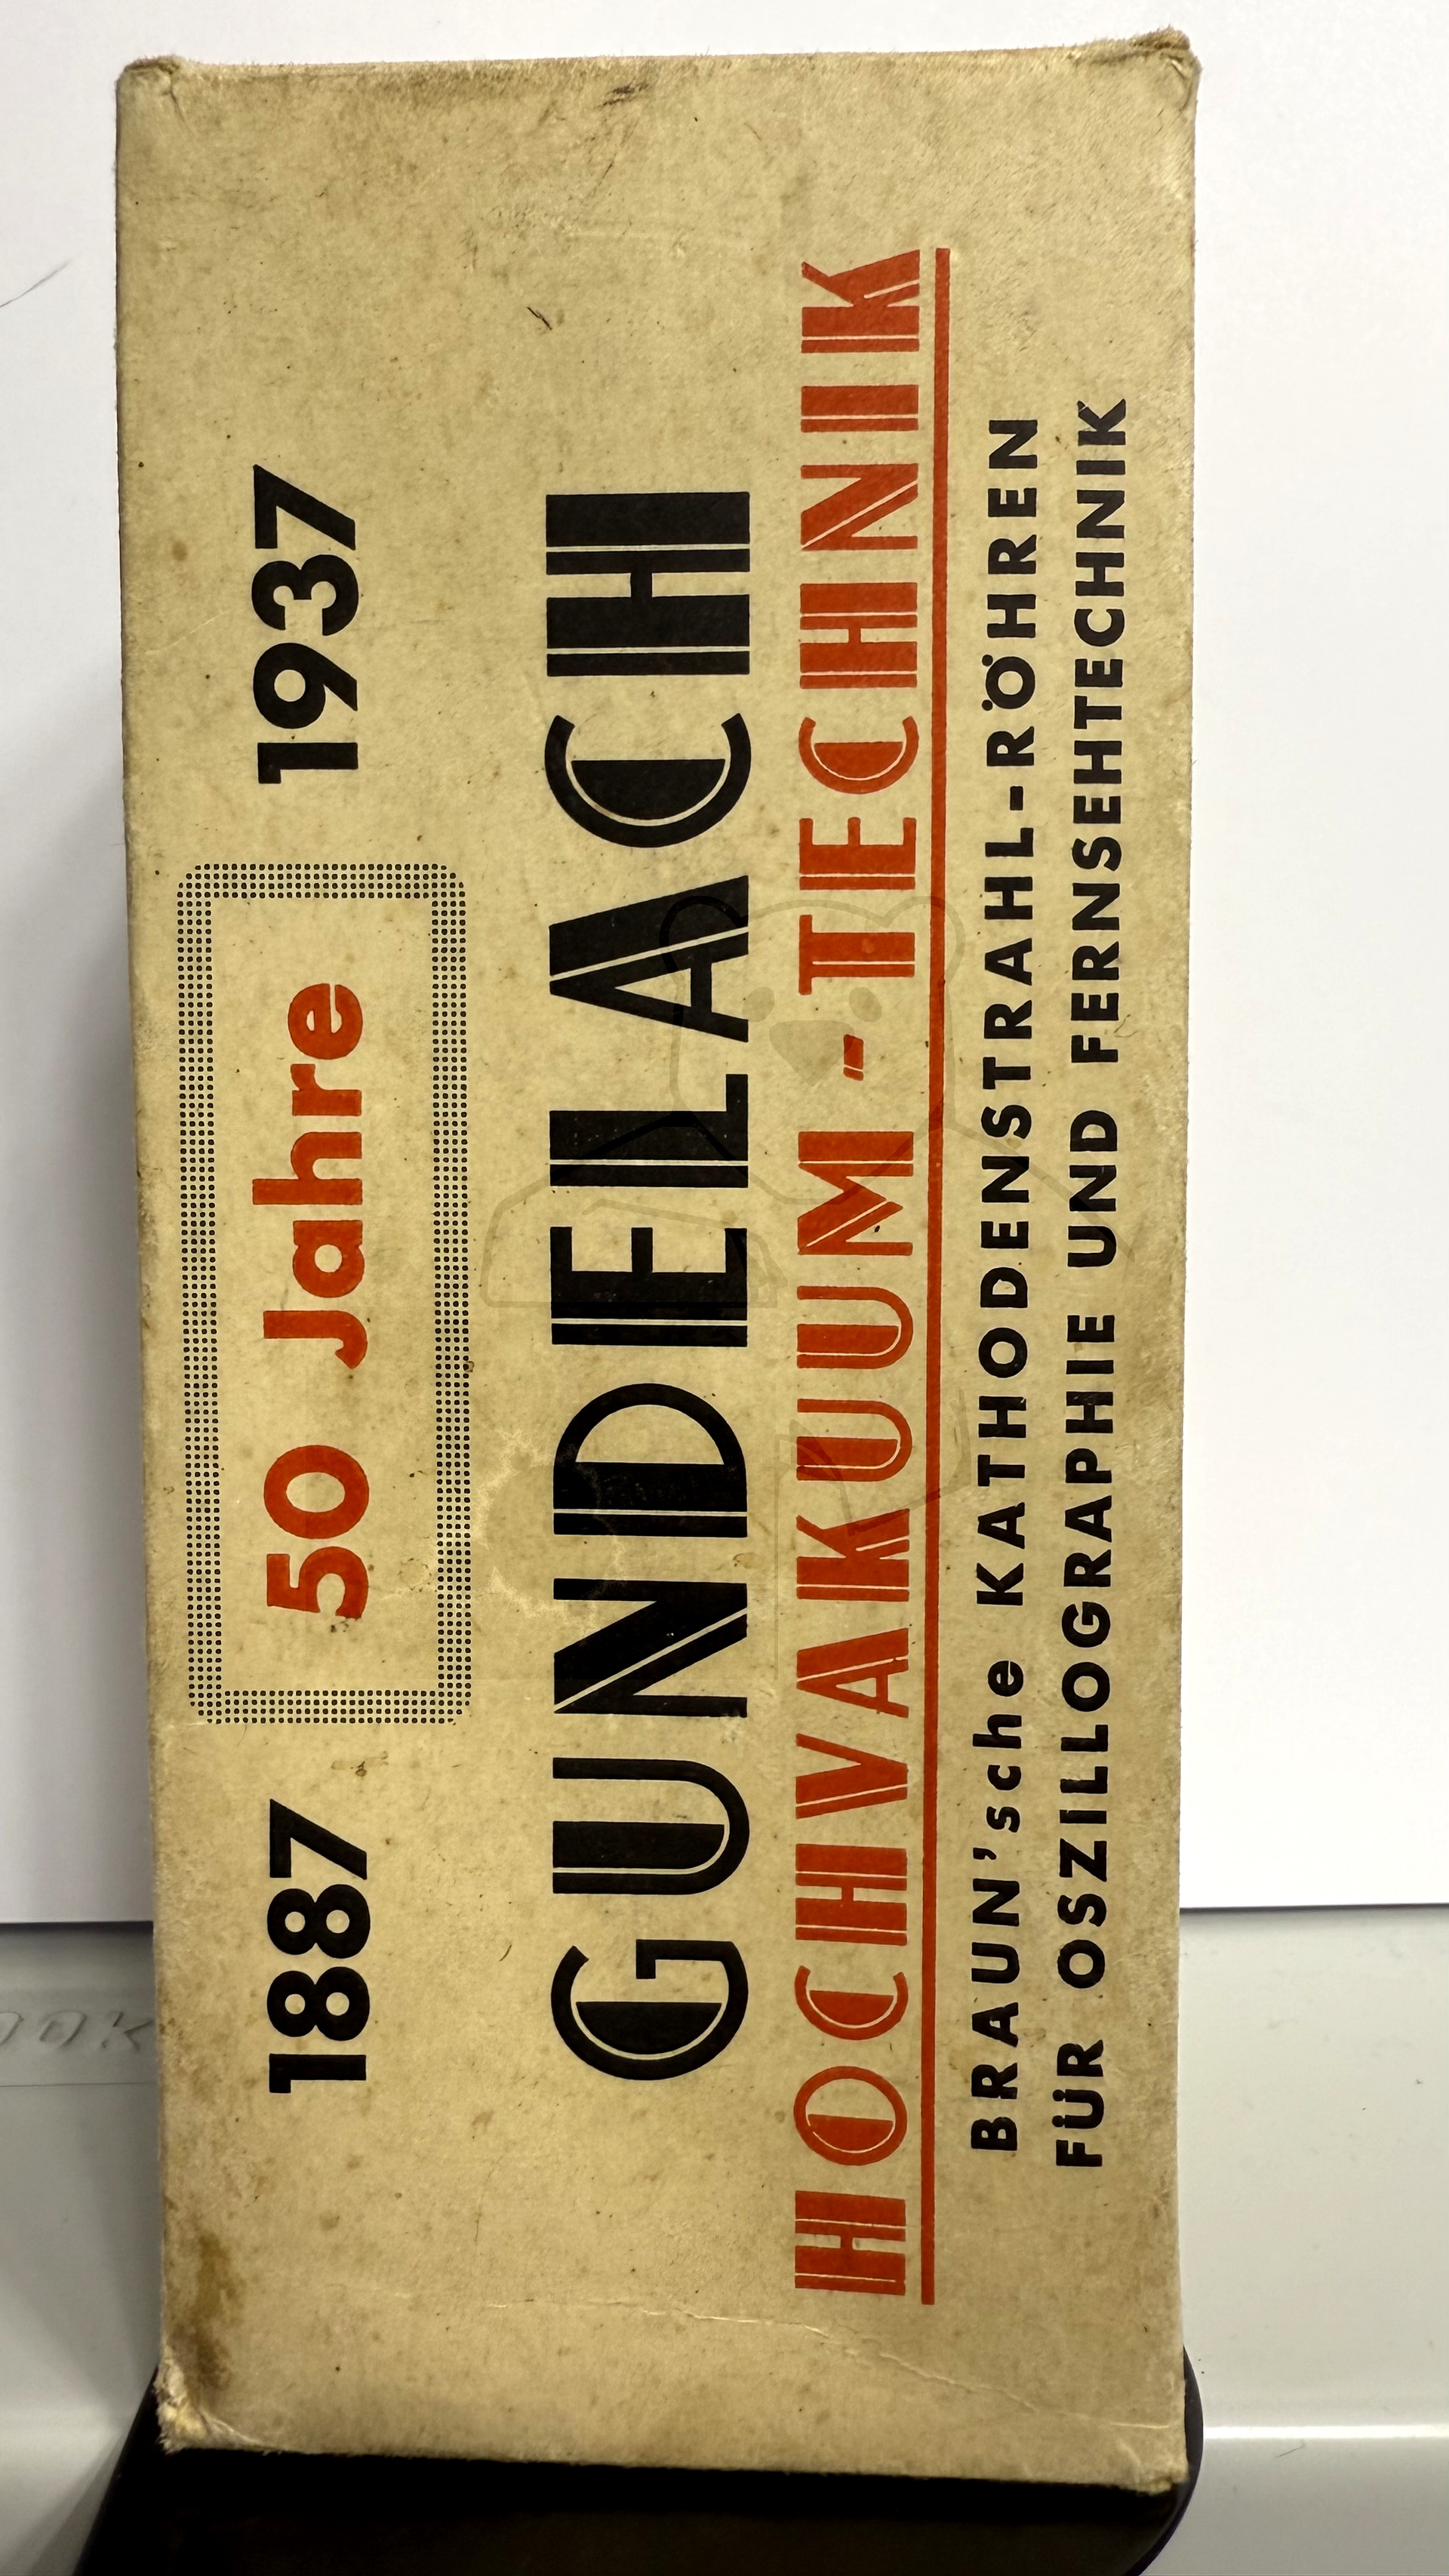 1887 50 Jahre 1937
GUNDELACH
HOCHVAKUUM-TECHNIK
BRAUN'sche KATHODENSTRAHL-RÖHREN
FÜR OSZILLOGRAPHIE UND FERNSEHTECHNIK